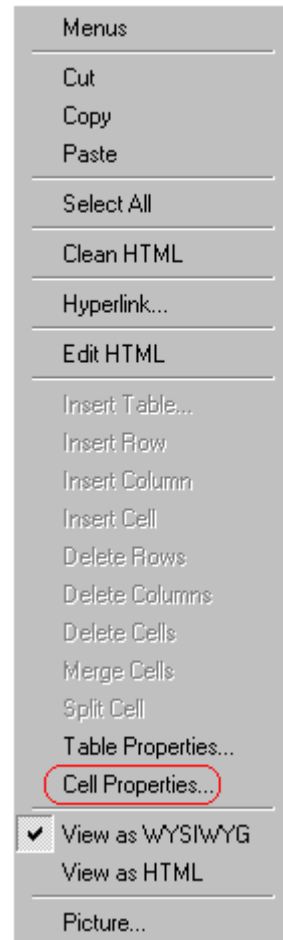 Menus
Cut
Copy
Paste
Select All
Clean HTML
Hyperlink...
Edit HTML
Insert Table...
Insert Row
Insert Column
Insert Cell
Delete Rows
Delete Columns
Delete Cells
Merge Cells
Split Cell
Table Properties...
Cell Properties...
View as WYSIWYG
View as HTML
Picture...